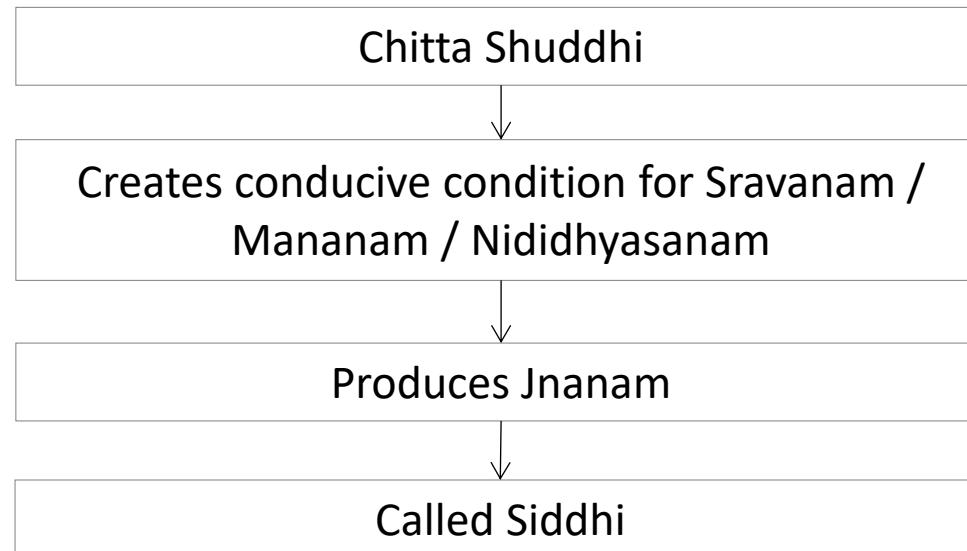 Chitta Shuddhi
Creates conducive condition for Sravanam /
Mananam / Nididhyasanam
Produces Jnanam
Called Siddhi